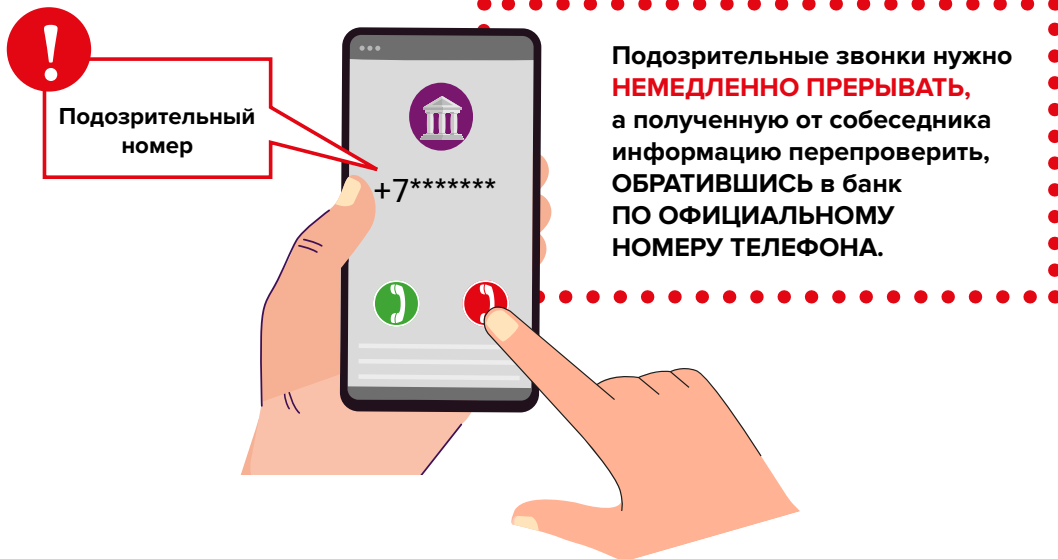 Подозрительный
номер
+7*******
Подозрительные звонки нужно
НЕМЕДЛЕННО ПРЕРЫВАТЬ,
а полученную от собеседника
информацию перепроверить,
ОБРАТИВШИСЬ в банк
ПО ОФИЦИАЛЬНОМУ
НОМЕРУ ТЕЛЕФОНА.